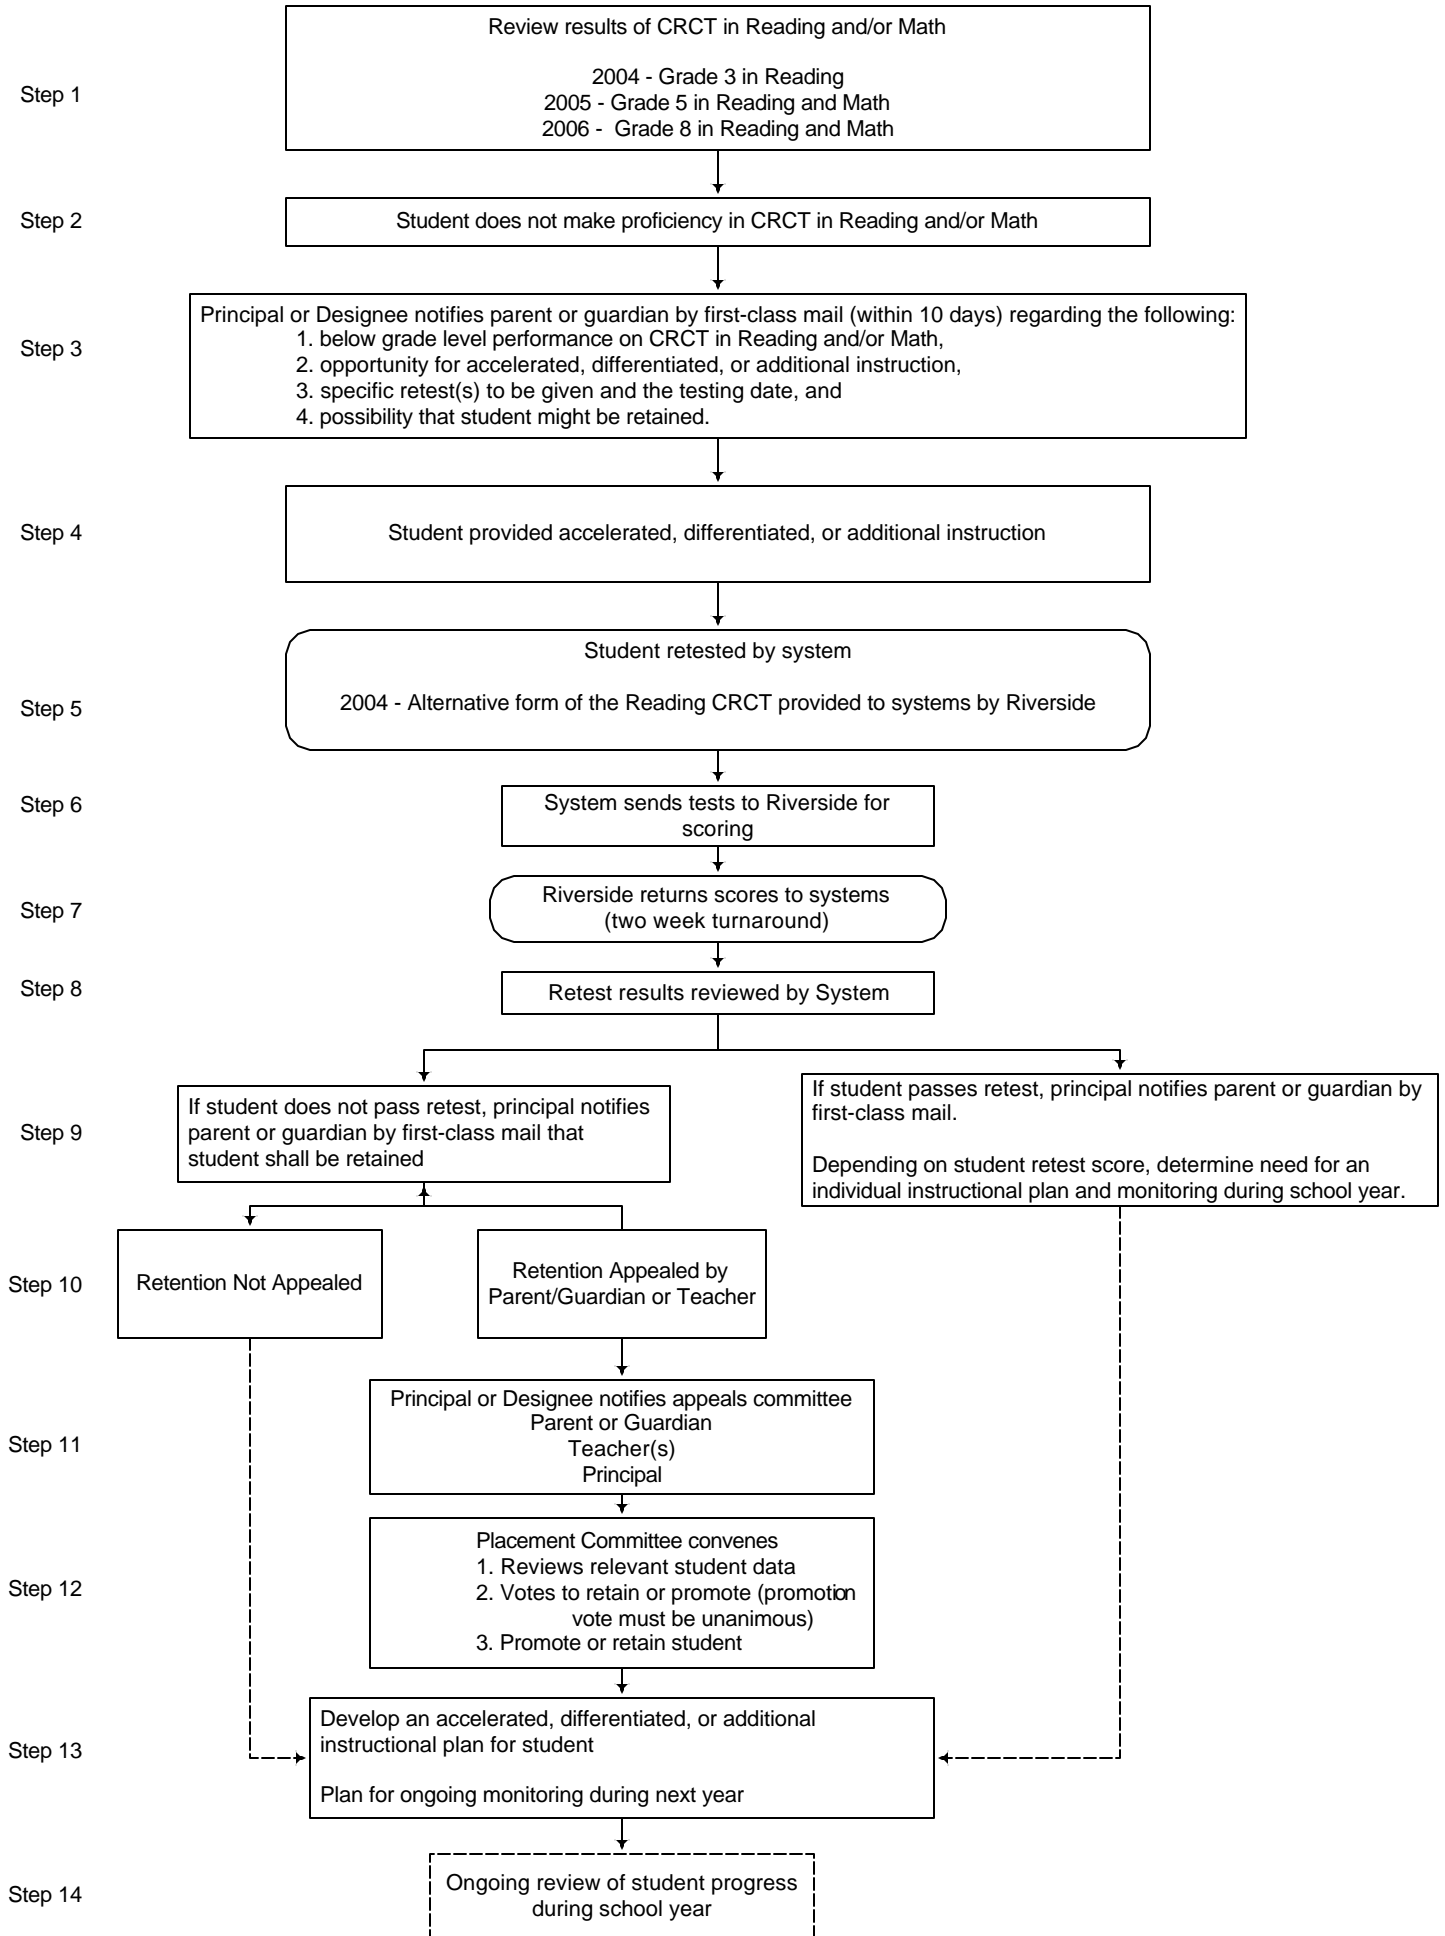 Step 1
Review results of CRCT in Reading and/or Math
2004 - Grade 3 in Reading
2005 - Grade 5 in Reading and Math
2006 - Grade 8 in Reading and Math
Step 2
Student does not make proficiency in CRCT in Reading and/or Math
Step 3
Principal or Designee notifies parent or guardian by first-class mail (within 10 days) regarding the following:
1. below grade level performance on CRCT in Reading and/or Math,
2. opportunity for accelerated, differentiated, or additional instruction,
3. specific retest(s) to be given and the testing date, and
4. possibility that student might be retained.
Step 4
Student provided accelerated, differentiated, or additional instruction
Step 5
Student retested by system
2004 - Alternative form of the Reading CRCT provided to systems by Riverside
Step 6
System sends tests to Riverside for
scoring
Step 7
Riverside returns scores to systems
(two week turnaround)
Step 8
Retest results reviewed by System
Step 9
If student does not pass retest, principal notifies
parent or guardian by first-class mail that
student shall be retained
If student passes retest, principal notifies parent or guardian by
first-class mail.
Depending on student retest score, determine need for an
individual instructional plan and monitoring during school year.
Step 10
Retention Not Appealed
Retention Appealed by
Parent/Guardian or Teacher
Step 11
Principal or Designee notifies appeals committee
Parent or Guardian
Teacher(s)
Principal
Step 12
Placement Committee convenes
1. Reviews relevant student data
2. Votes to retain or promote (promotion
vote must be unanimous)
3. Promote or retain student
Step 13
Develop an accelerated, differentiated, or additional
instructional plan for student
Plan for ongoing monitoring during next year
Step 14
Ongoing review of student progress
during school year